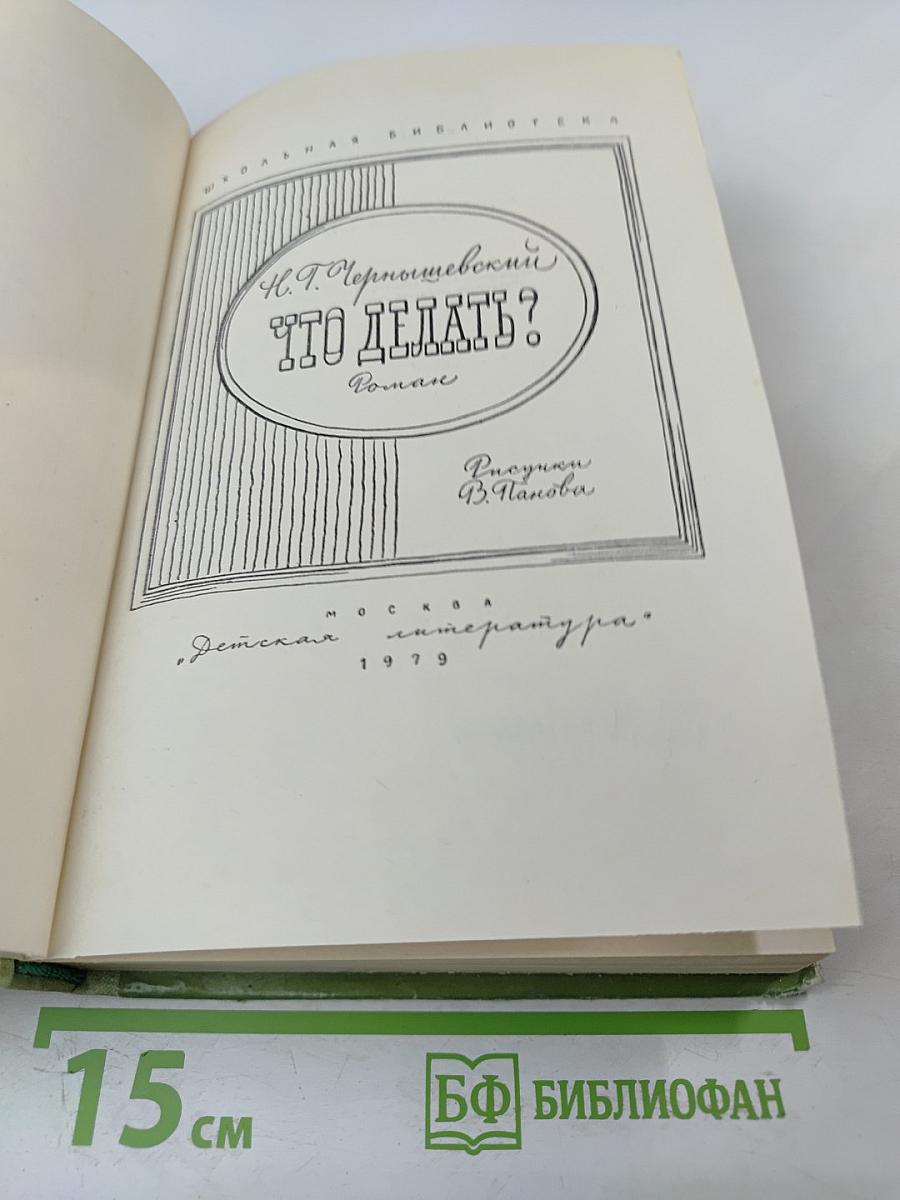 ШКОЛЬНАЯ БИБЛИОТЕКА
Н. Г. Чернышевский
ЧТО ДЕЛАТЬ?
Роман
Рисунки
В. Панова
МОСКВА
„Детская литература“
1979
15 см
БФ БИБЛИОФАН